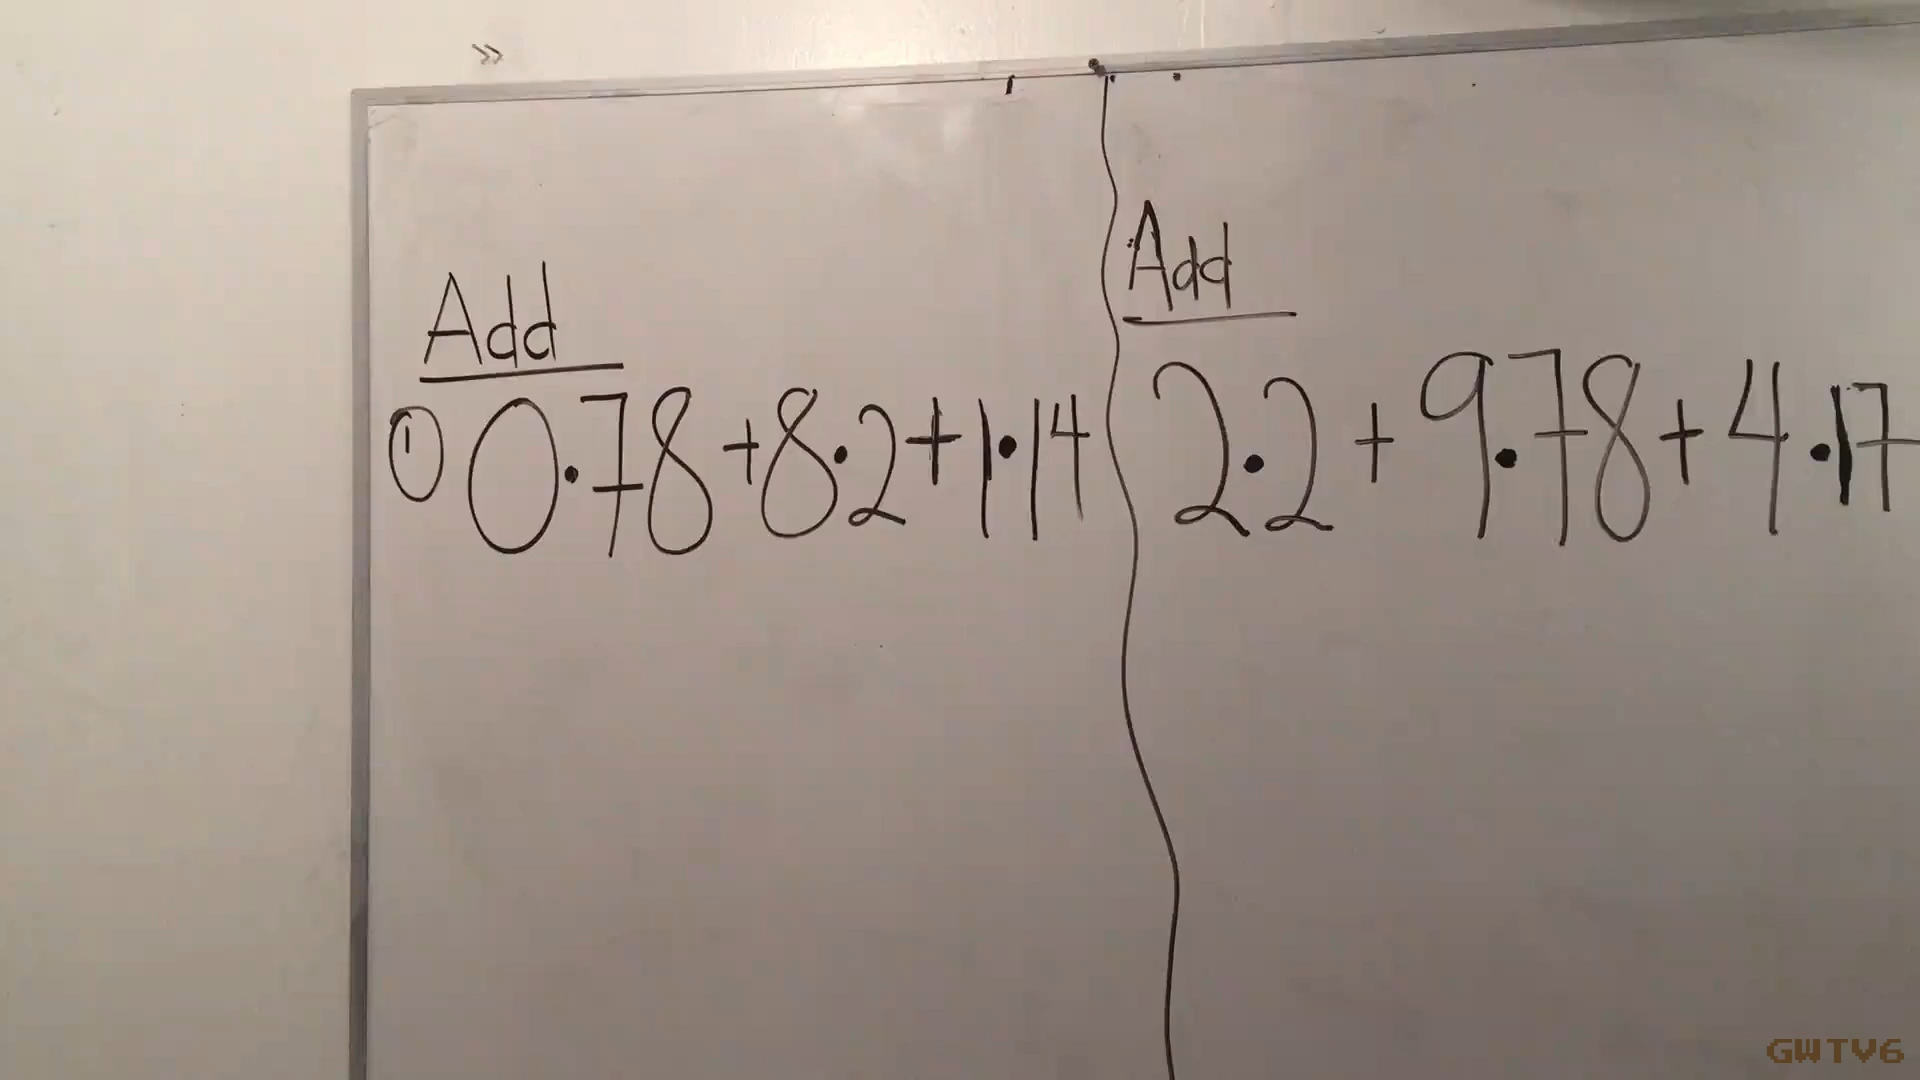 »
Add
① 0.78 + 8.2 + 1.14
Add
2.2 + 9.78 + 4.17
GWTV6